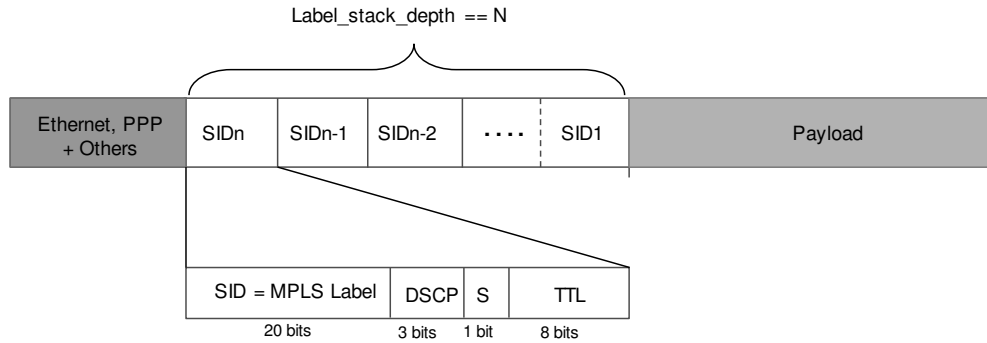 Label_stack_depth == N
Ethernet, PPP
+ Others
SIDn
SIDn-1
SIDn-2
....
SID1
Payload
SID = MPLS Label
DSCP
S
TTL
20 bits
3 bits
1 bit
8 bits